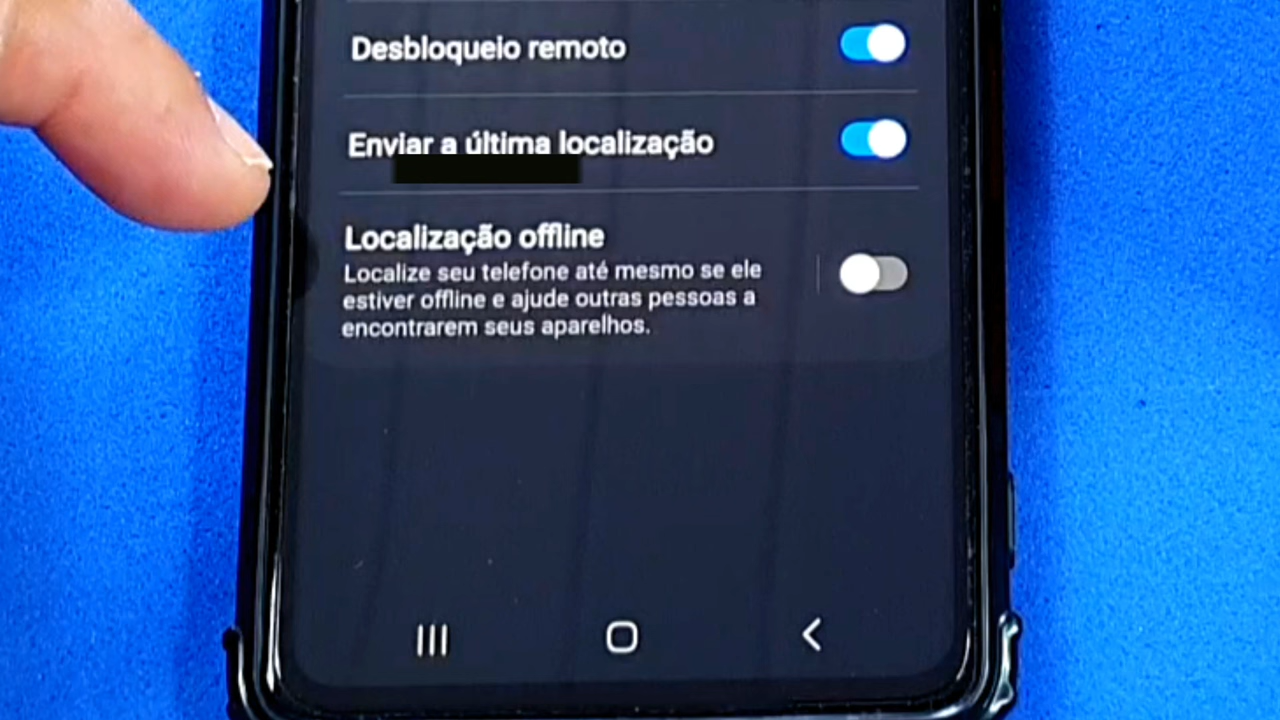 Desbloqueio remoto
Enviar a última localização
Localização offline
Localize seu telefone até mesmo se ele
estiver offline e ajude outras pessoas a
encontrarem seus aparelhos.